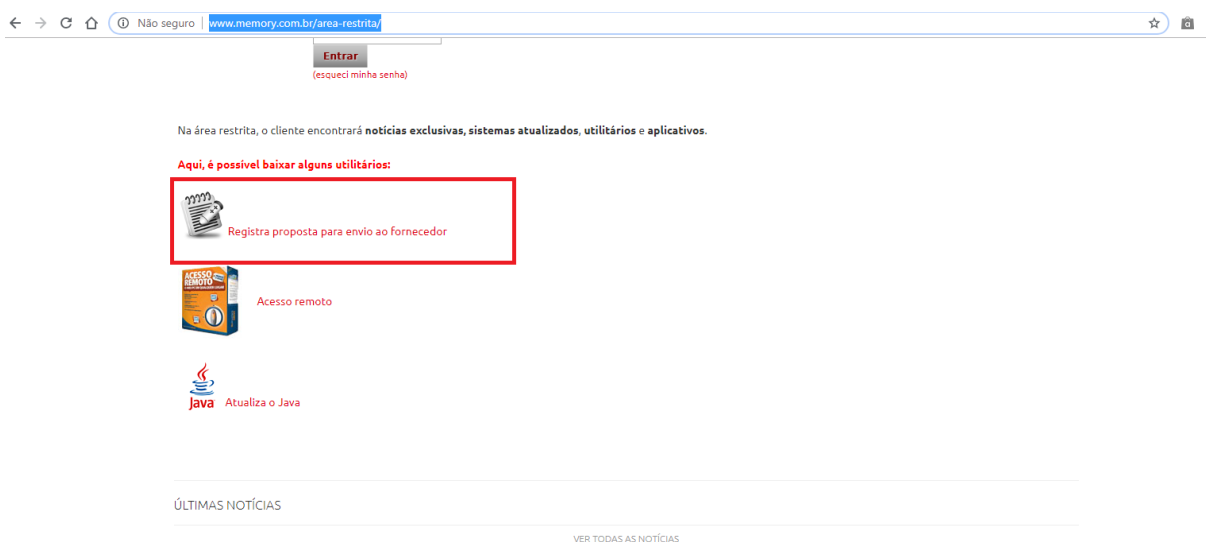 Não seguro | www.memory.com.br/area-restrita/
Entrar
(esqueci minha senha)
Na área restrita, o cliente encontrará notícias exclusivas, sistemas atualizados, utilitários e aplicativos.
Aqui, é possível baixar alguns utilitários:
Registra proposta para envio ao fornecedor
ACESSO
REMOTO
Acesso remoto
Java
Atualiza o Java
ÚLTIMAS NOTÍCIAS
VER TODAS AS NOTÍCIAS